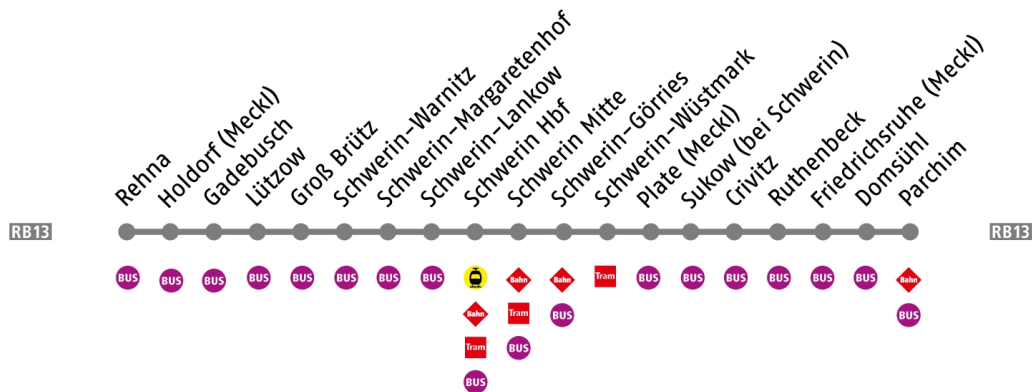 Rehna
Holdorf (Meckl)
Gadebusch
Lützow
Groß Brütz
Schwerin-Warnitz
Schwerin-Margaretenhof
Schwerin-Lankow
Schwerin Hbf
Schwerin Mitte
Schwerin-Görries
Schwerin-Wüstmark
Plate (Meckl)
Sukow (bei Schwerin)
Crivitz
Ruthenbeck
Friedrichsruhe (Meckl)
Domsühl
Parchim
RB13 RB13
BUS BUS BUS BUS BUS BUS BUS BUS Bahn Bahn Tram BUS BUS BUS BUS BUS BUS Bahn
Bahn Tram BUS BUS
Tram BUS
BUS